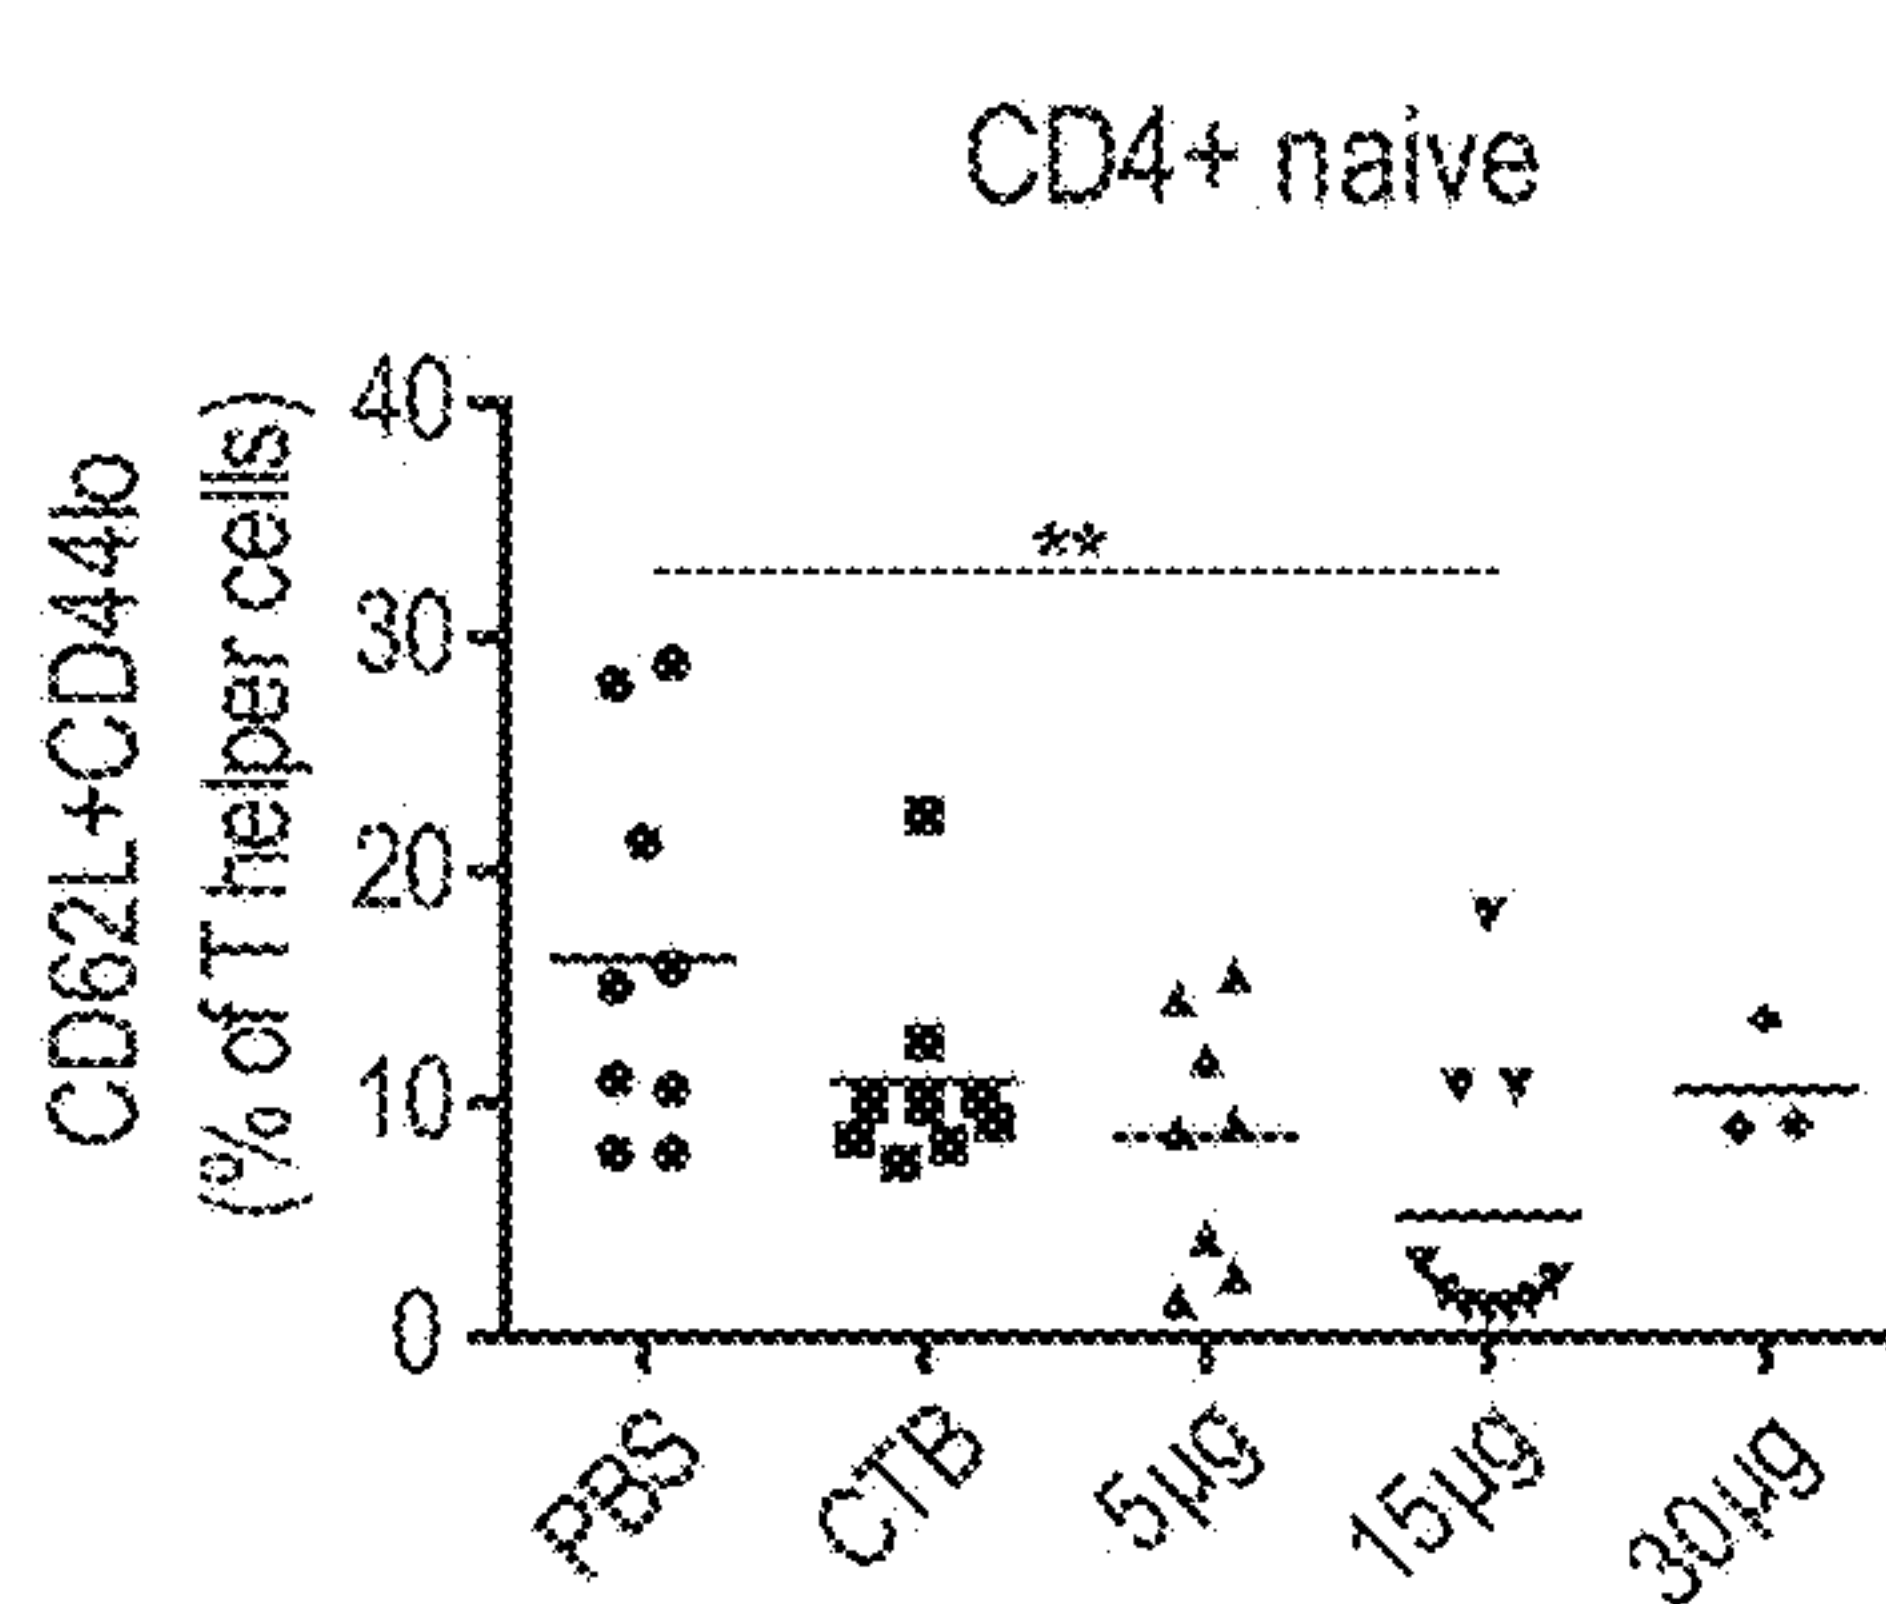 CD4+ naive
CD62L+CD44lo
(% of T helper cells)
40
30
20
10
0
**
PBS
CTB
5µg
15µg
30µg